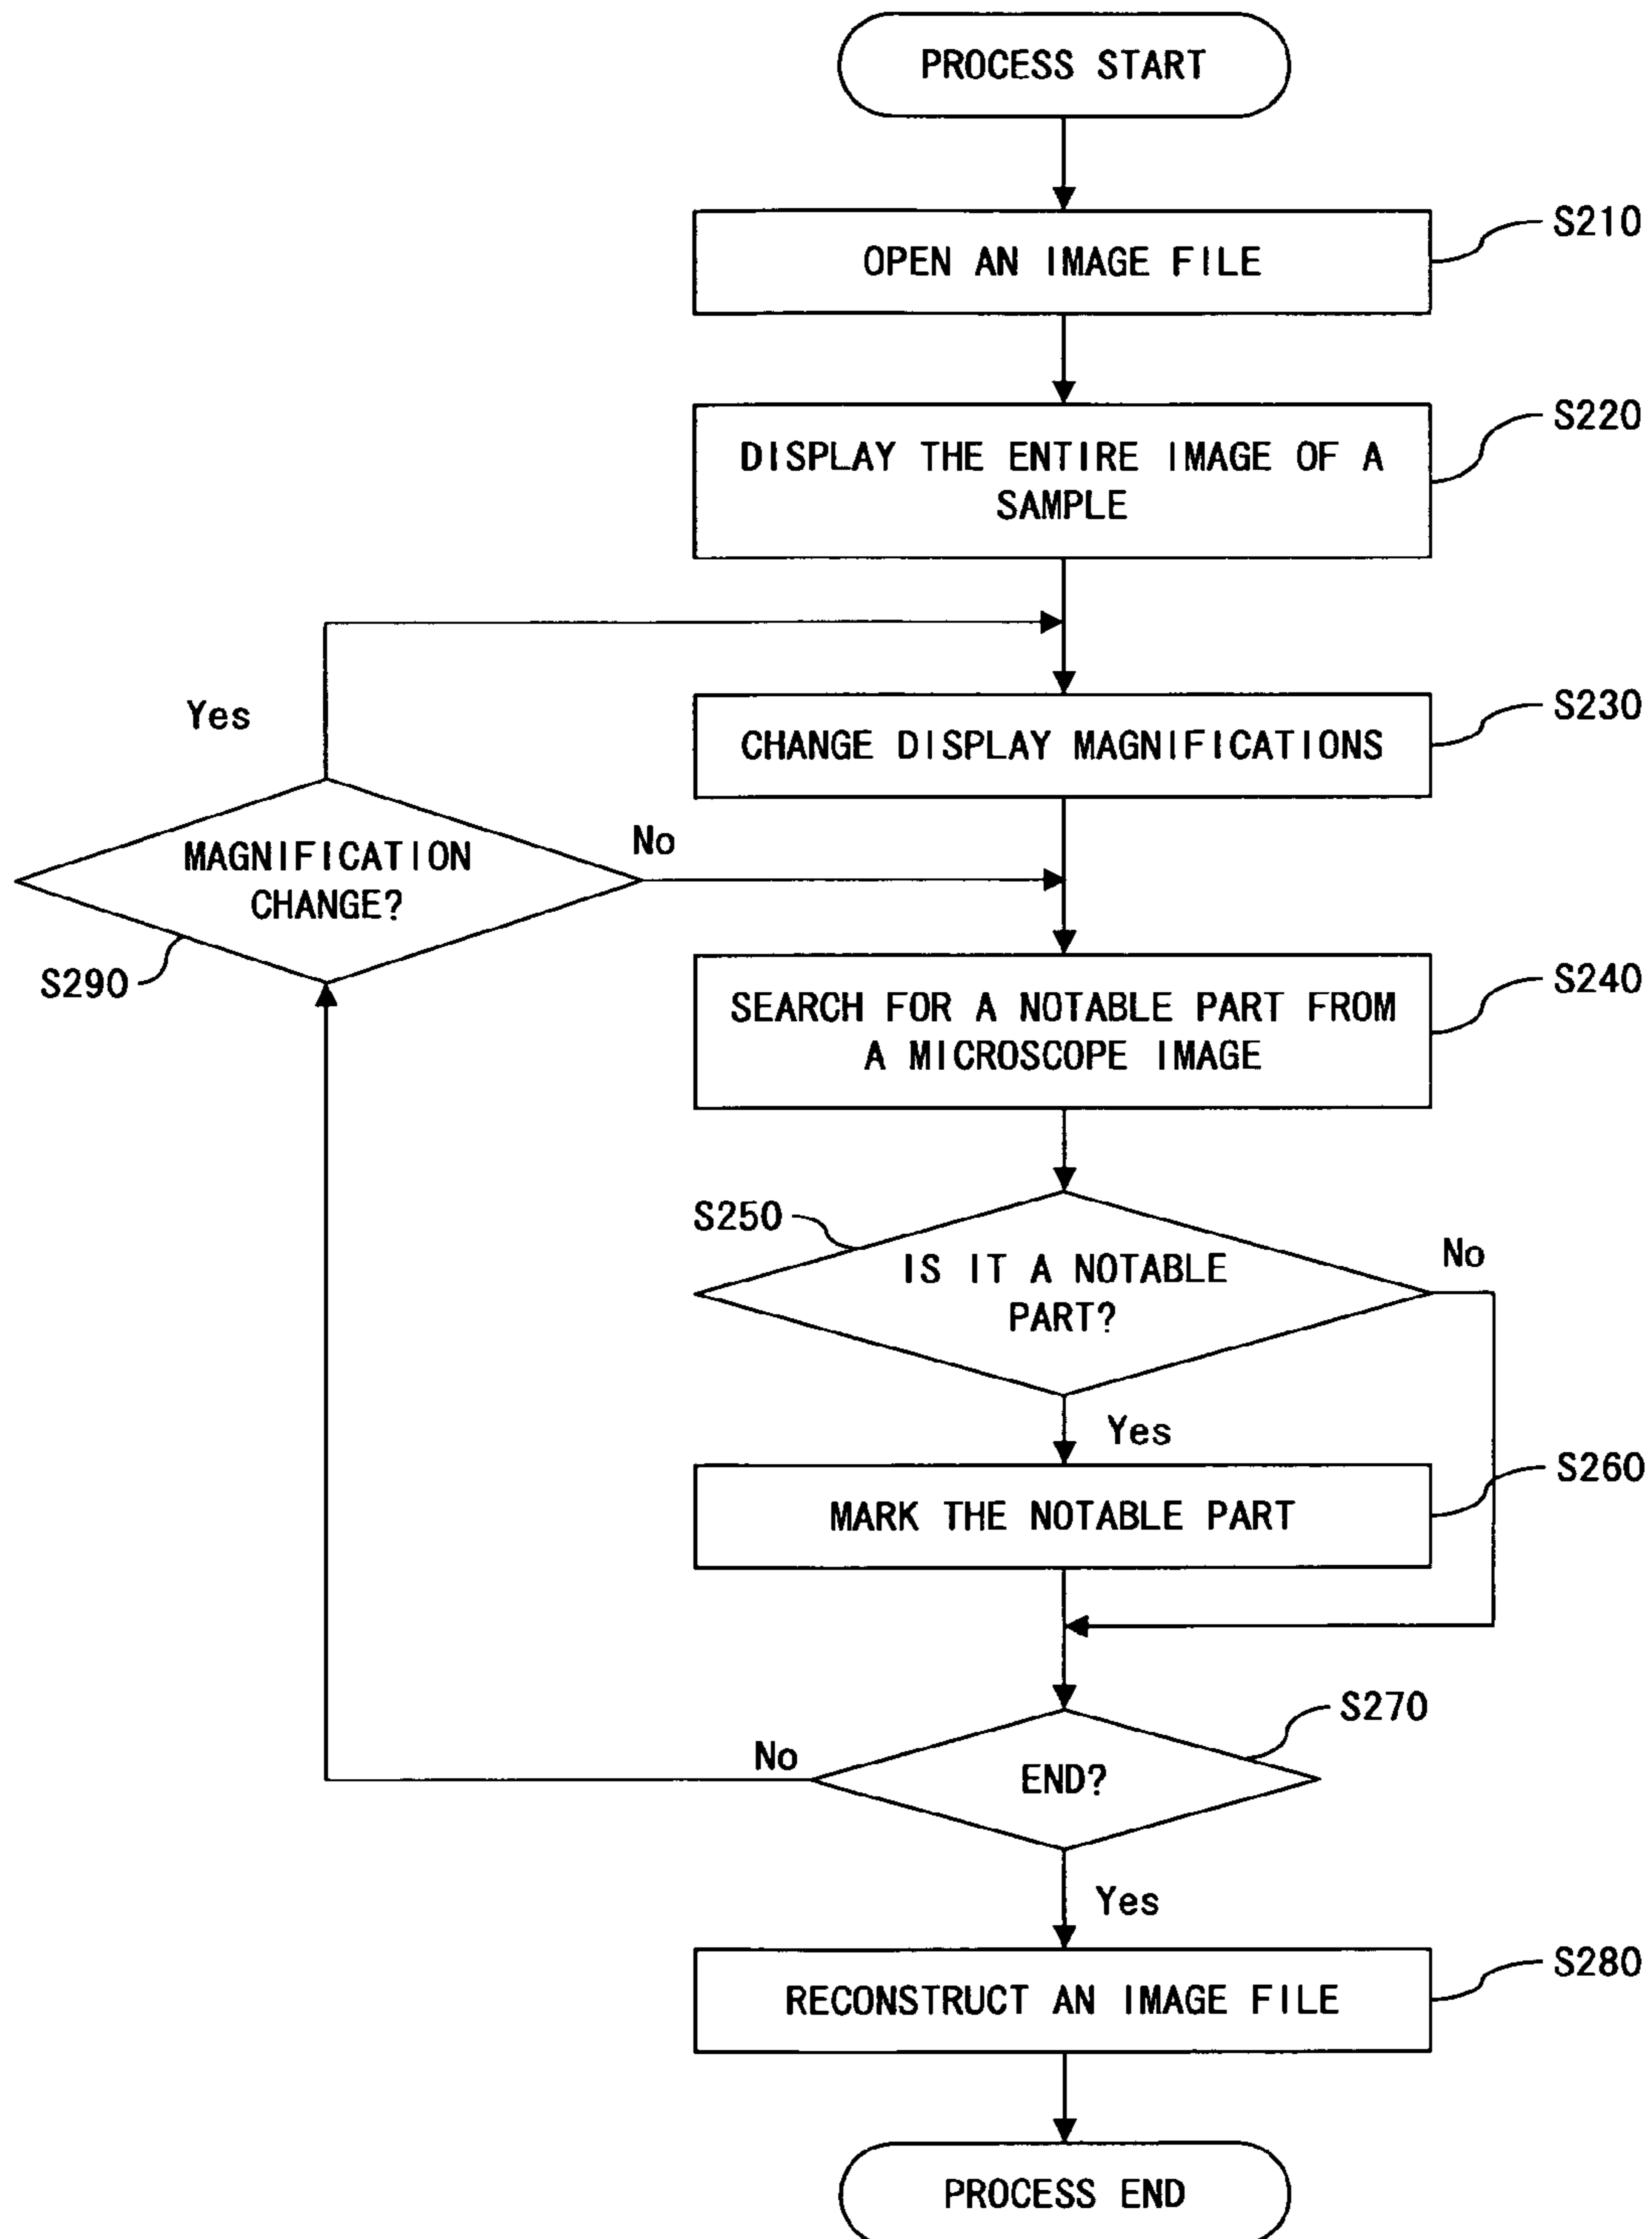 PROCESS START
S210
OPEN AN IMAGE FILE
S220
DISPLAY THE ENTIRE IMAGE OF A
SAMPLE
Yes
S230
CHANGE DISPLAY MAGNIFICATIONS
MAGNIFICATION
CHANGE?
No
S290
S240
SEARCH FOR A NOTABLE PART FROM
A MICROSCOPE IMAGE
S250
IS IT A NOTABLE
PART?
No
Yes
S260
MARK THE NOTABLE PART
S270
No
END?
Yes
S280
RECONSTRUCT AN IMAGE FILE
PROCESS END